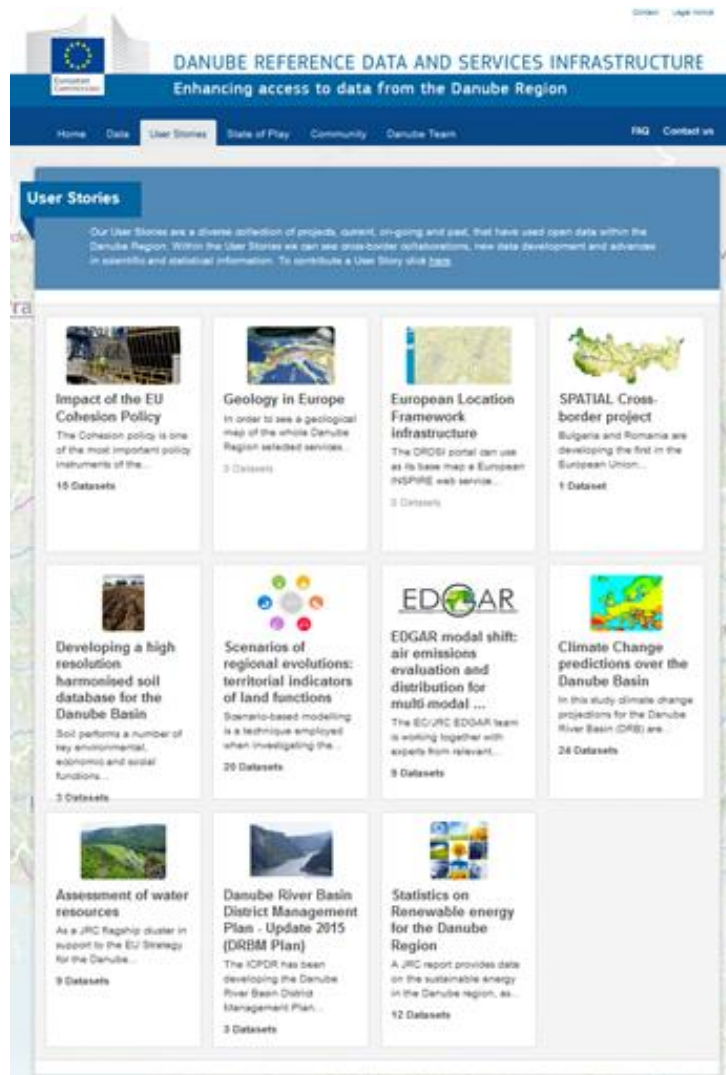 Contact Legal notice
European
Commission
DANUBE REFERENCE DATA AND SERVICES INFRASTRUCTURE
Enhancing access to data from the Danube Region
Home Data User Stories State of Play Community Danube Team FAQ Contact us
User Stories
Our User Stories are a diverse collection of projects, current, on-going and past, that have used open data within the
Danube Region. Within the User Stories we can see cross-border collaborations, new data development and advances
in scientific and statistical information. To contribute a User Story click here.
Impact of the EU
Cohesion Policy
The Cohesion policy is one
of the most important policy
instruments of the...
15 Datasets
Geology in Europe
In order to see a geological
map of the whole Danube
Region selected services...
0 Datasets
European Location
Framework
infrastructure
The DRDSI portal can use
as its base map a European
INSPIRE web service...
0 Datasets
SPATIAL Cross-
border project
Bulgaria and Romania are
developing the first in the
European Union...
1 Dataset
Developing a high
resolution
harmonised soil
database for the
Danube Basin
Soil performs a number of
key environmental,
economic and social
functions...
3 Datasets
Scenarios of
regional evolutions:
territorial indicators
of land functions
Scenario-based modelling
is a technique employed
when investigating the...
20 Datasets
EDGAR
EDGAR modal shift:
air emissions
evaluation and
distribution for
multi-modal ...
The EC/JRC EDGAR team
is working together with
experts from relevant...
9 Datasets
Climate Change
predictions over the
Danube Basin
In this study climate change
projections for the Danube
River Basin (DRB) are...
24 Datasets
Assessment of water
resources
As a JRC flagship cluster in
support to the EU Strategy
for the Danube...
9 Datasets
Danube River Basin
District Management
Plan - Update 2015
(DRBM Plan)
The ICPDR has been
developing the Danube
River Basin District
Management Plan...
3 Datasets
Statistics on
Renewable energy
for the Danube
Region
A JRC report provides data
on the sustainable energy
in the Danube region, as...
12 Datasets